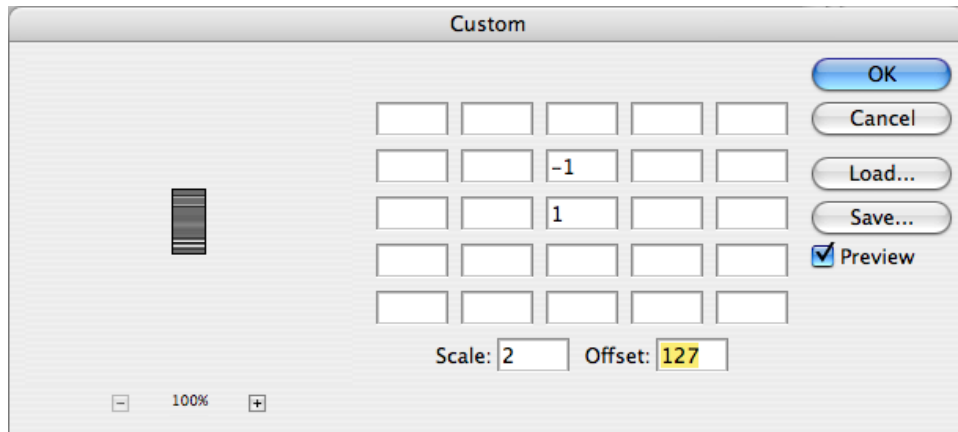 Custom
OK
Cancel
-1
Load...
1
Save...
Preview
Scale: 2 Offset: 127
100%